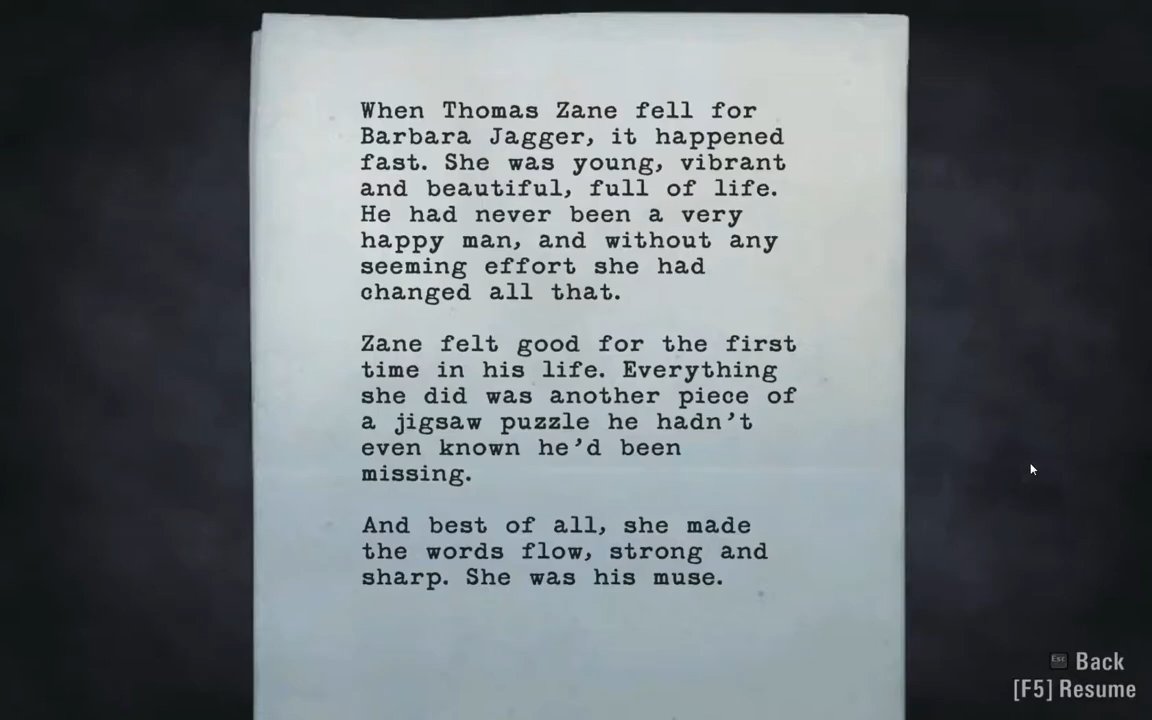 When Thomas Zane fell for
Barbara Jagger, it happened
fast. She was young, vibrant
and beautiful, full of life.
He had never been a very
happy man, and without any
seeming effort she had
changed all that.
Zane felt good for the first
time in his life. Everything
she did was another piece of
a jigsaw puzzle he hadn't
even known he'd been
missing.
And best of all, she made
the words flow, strong and
sharp. She was his muse.
Esc Back
[F5] Resume